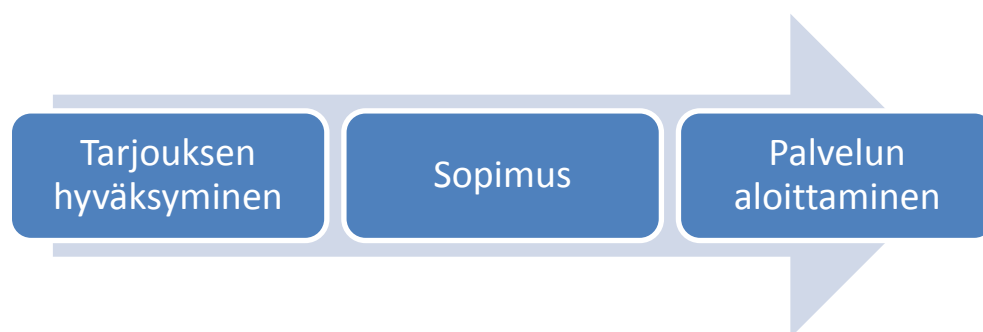 Tarjouksen
hyväksyminen
Sopimus
Palvelun
aloittaminen